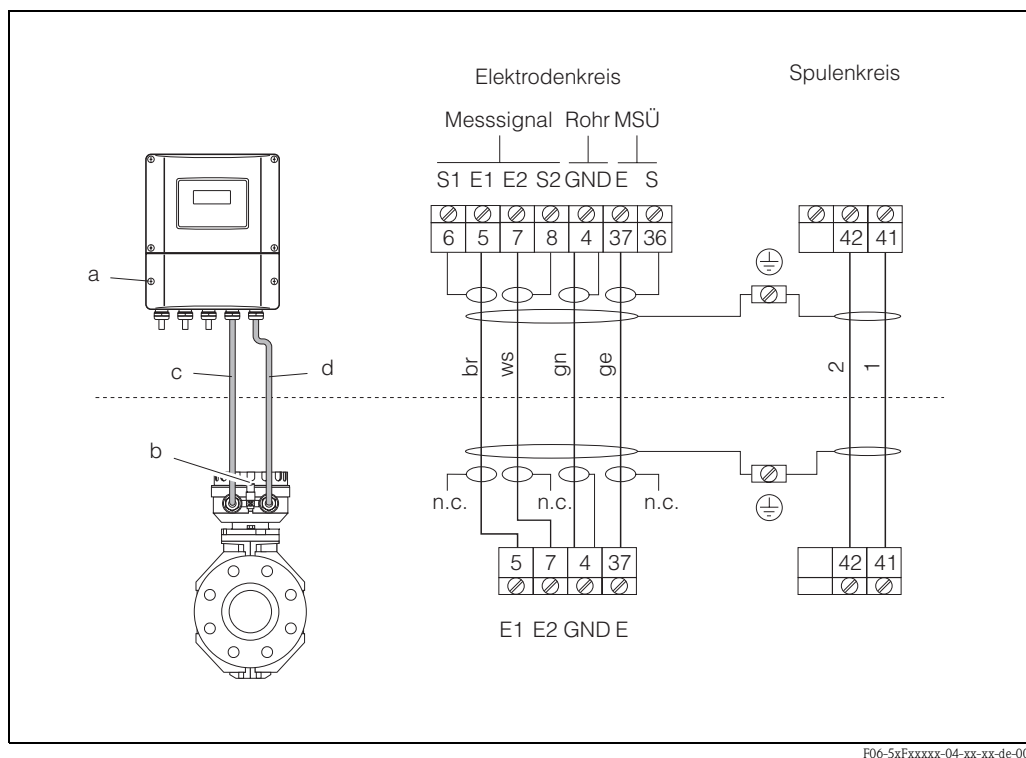 Elektrodenkreis Spulenkreis
Messsignal Rohr MSÜ
S1 E1 E2 S2 GND E S
6 5 7 8 4 37 36 42 41
a
br ws gn ge 2 1
c d
b
n.c. n.c. n.c.
5 7 4 37 42 41
E1 E2 GND E
F06-5xFxxxxx-04-xx-xx-de-00